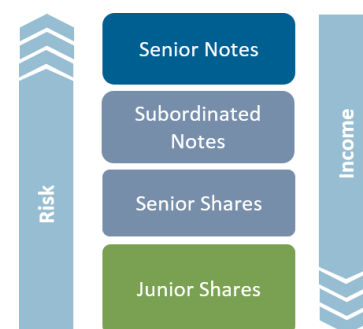 Senior Notes
Subordinated
Notes
Senior Shares
Junior Shares
Risk
Income